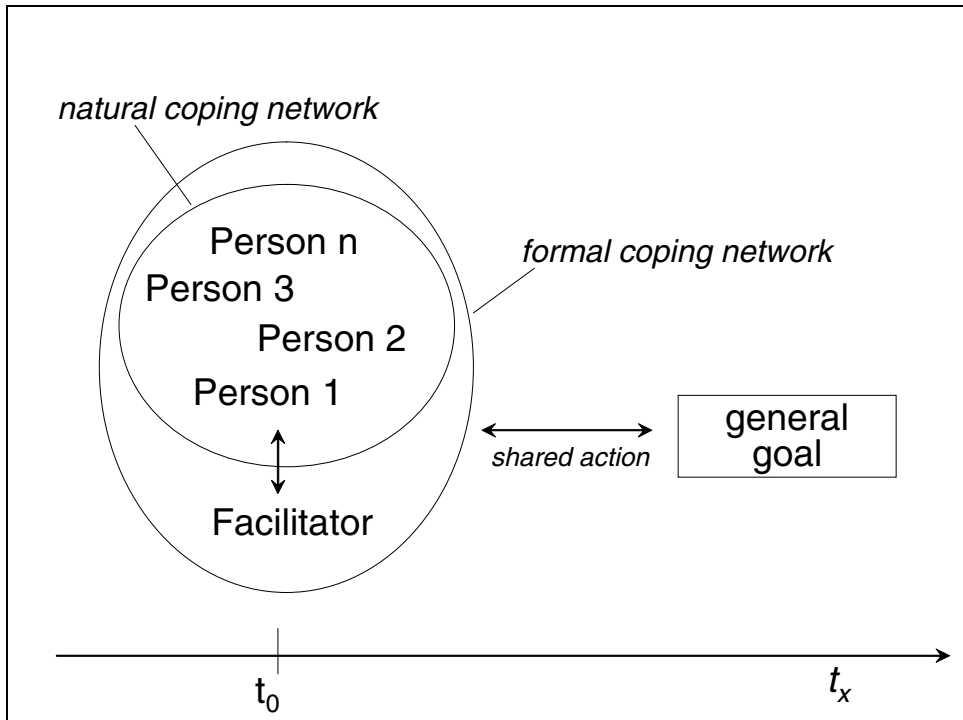 natural coping network
Person n
formal coping network
Person 3
Person 2
Person 1
general
goal
shared action
Facilitator
t₀
tₓ